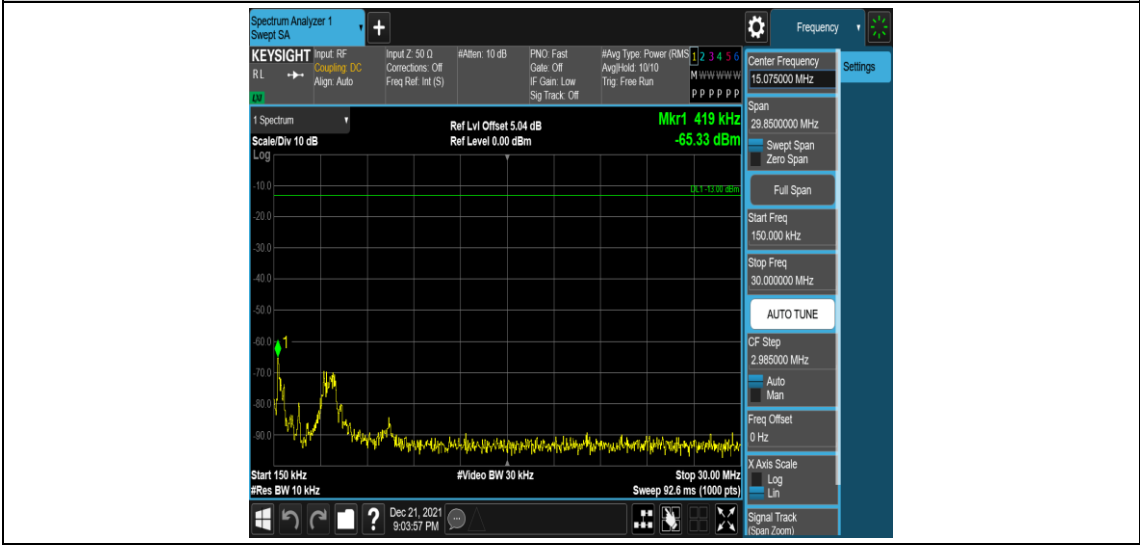 Spectrum Analyzer 1
Swept SA
+
Frequency
KEYSIGHT
RL
LM
Input: RF
Coupling: DC
Align: Auto
Input Z: 50 Ω
Corrections: Off
Freq Ref: Int (S)
#Atten: 10 dB
PNO: Fast
Gate: Off
IF Gain: Low
Sig Track: Off
#Avg Type: Power (RMS
Avg|Hold: 10/10
Trig: Free Run
1 2 3 4 5 6
M W W W W W
P P P P P P
Center Frequency
15.075000 MHz
Settings
Span
29.8500000 MHz
Swept Span
Zero Span
Full Span
Start Freq
150.000 kHz
Stop Freq
30.000000 MHz
AUTO TUNE
CF Step
2.985000 MHz
Auto
Man
Freq Offset
0 Hz
X Axis Scale
Log
Lin
Signal Track
(Span Zoom)
1 Spectrum
Scale/Div 10 dB
Log
Ref Lvl Offset 5.04 dB
Ref Level 0.00 dBm
Mkr1 419 kHz
-65.33 dBm
DL1 -13.00 dBm
-10.0
-20.0
-30.0
-40.0
-50.0
-60.0
1
-70.0
-80.0
-90.0
Start 150 kHz
#Res BW 10 kHz
#Video BW 30 kHz
Stop 30.00 MHz
Sweep 92.6 ms (1000 pts)
?
Dec 21, 2021
9:03:57 PM